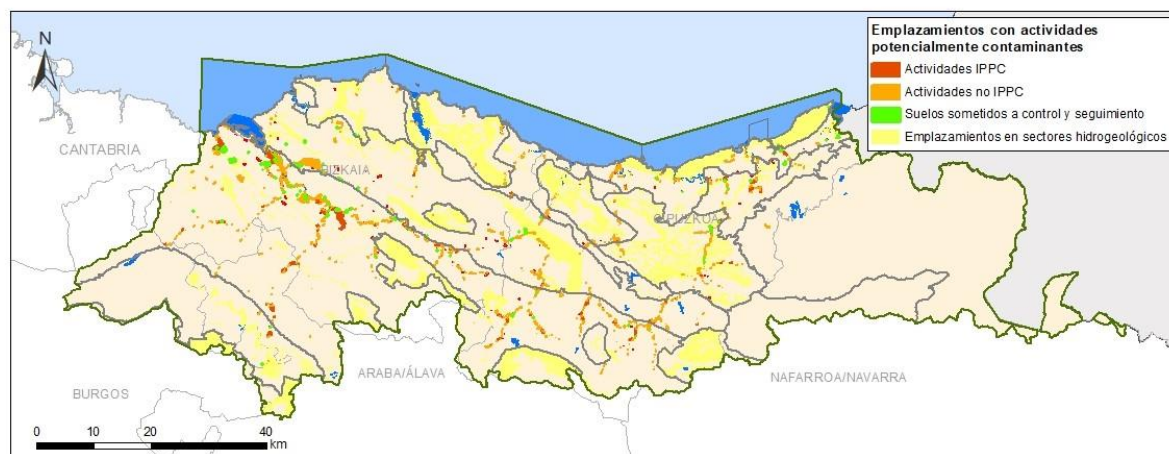 Emplazamientos con actividades
potencialmente contaminantes
Actividades IPPC
Actividades no IPPC
Suelos sometidos a control y seguimiento
Emplazamientos en sectores hidrogeológicos
N
CANTABRIA
BIZKAIA
GIPUZKOA
ARABA/ÁLAVA
NAFARROA/NAVARRA
BURGOS
0 10 20 40
km